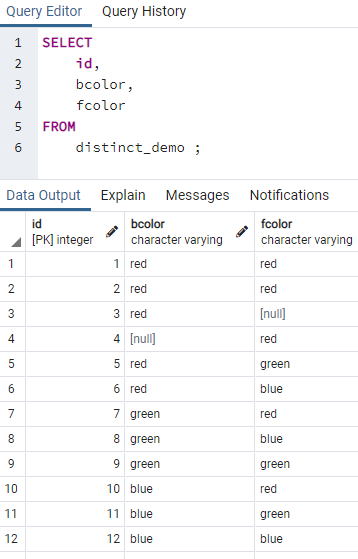 Query Editor Query History
1 SELECT
2 id,
3 bcolor,
4 fcolor
5 FROM
6 distinct_demo ;
Data Output Explain Messages Notifications
id bcolor fcolor
[PK] integer character varying character varying
1 1 red red
2 2 red red
3 3 red [null]
4 4 [null] red
5 5 red green
6 6 red blue
7 7 green red
8 8 green blue
9 9 green green
10 10 blue red
11 11 blue green
12 12 blue blue